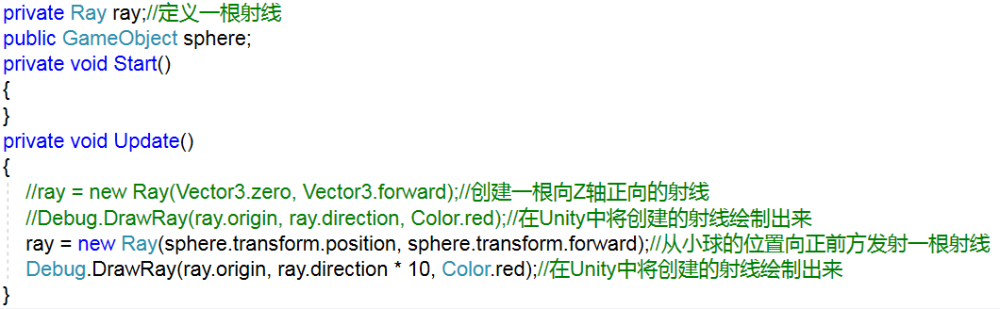 private Ray ray;//定义一根射线
public GameObject sphere;
private void Start()
{
}
private void Update()
{
//ray = new Ray(Vector3.zero, Vector3.forward);//创建一根向Z轴正向的射线
//Debug.DrawRay(ray.origin, ray.direction, Color.red);//在Unity中将创建的射线绘制出来
ray = new Ray(sphere.transform.position, sphere.transform.forward);//从小球的位置向正前方发射一根射线
Debug.DrawRay(ray.origin, ray.direction * 10, Color.red);//在Unity中将创建的射线绘制出来
}